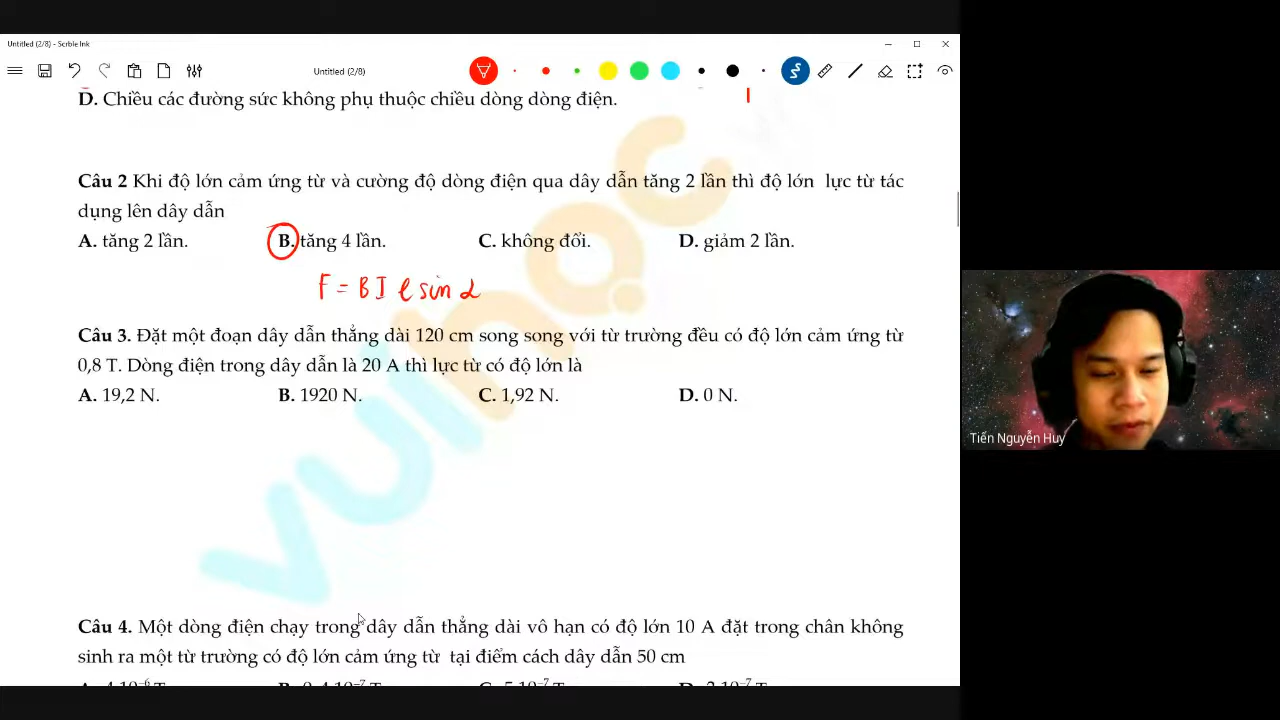 Untitled (2/8) - Scrble Ink
Untitled (2/8)
D. Chiều các đường sức không phụ thuộc chiều dòng dòng điện.
Câu 2 Khi độ lớn cảm ứng từ và cường độ dòng điện qua dây dẫn tăng 2 lần thì độ lớn lực từ tác
dụng lên dây dẫn
A. tăng 2 lần. B. tăng 4 lần. C. không đổi. D. giảm 2 lần.
F = B I l sin α
Câu 3. Đặt một đoạn dây dẫn thẳng dài 120 cm song song với từ trường đều có độ lớn cảm ứng từ
0,8 T. Dòng điện trong dây dẫn là 20 A thì lực từ có độ lớn là
A. 19,2 N. B. 1920 N. C. 1,92 N. D. 0 N.
Tiến Nguyễn Huy
vuihoc
Câu 4. Một dòng điện chạy trong dây dẫn thẳng dài vô hạn có độ lớn 10 A đặt trong chân không
sinh ra một từ trường có độ lớn cảm ứng từ tại điểm cách dây dẫn 50 cm